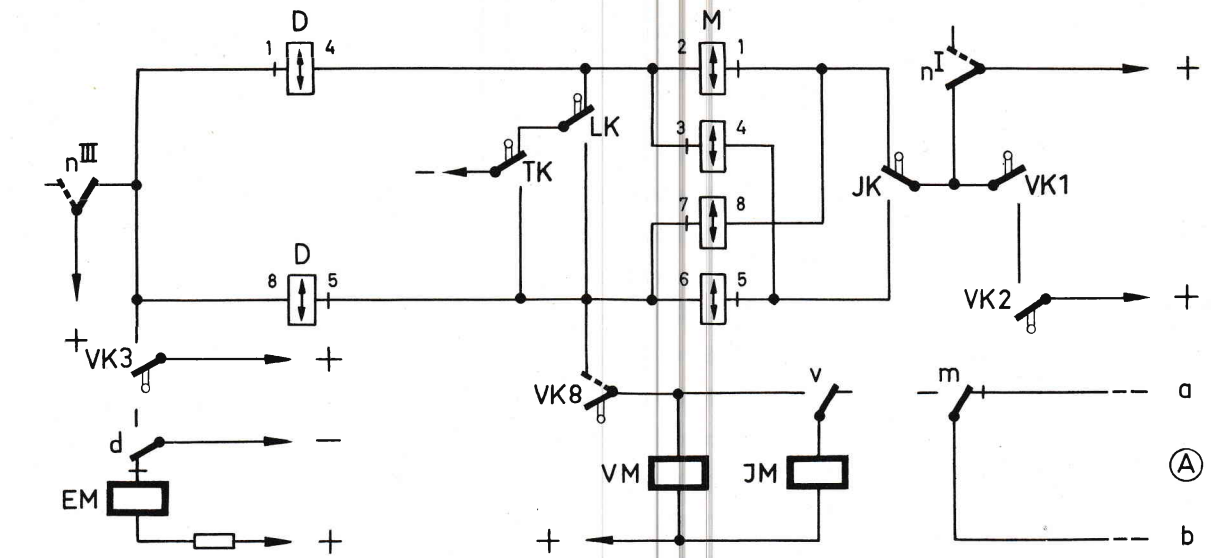 D M
1 4 2 1
nI +
3 4
LK
nIII
− TK JK VK1
7 8
D
8 5 6 5 VK2 +
+
VK3 +
VK8 v − m a
d −
EM VM JM A
+ + b